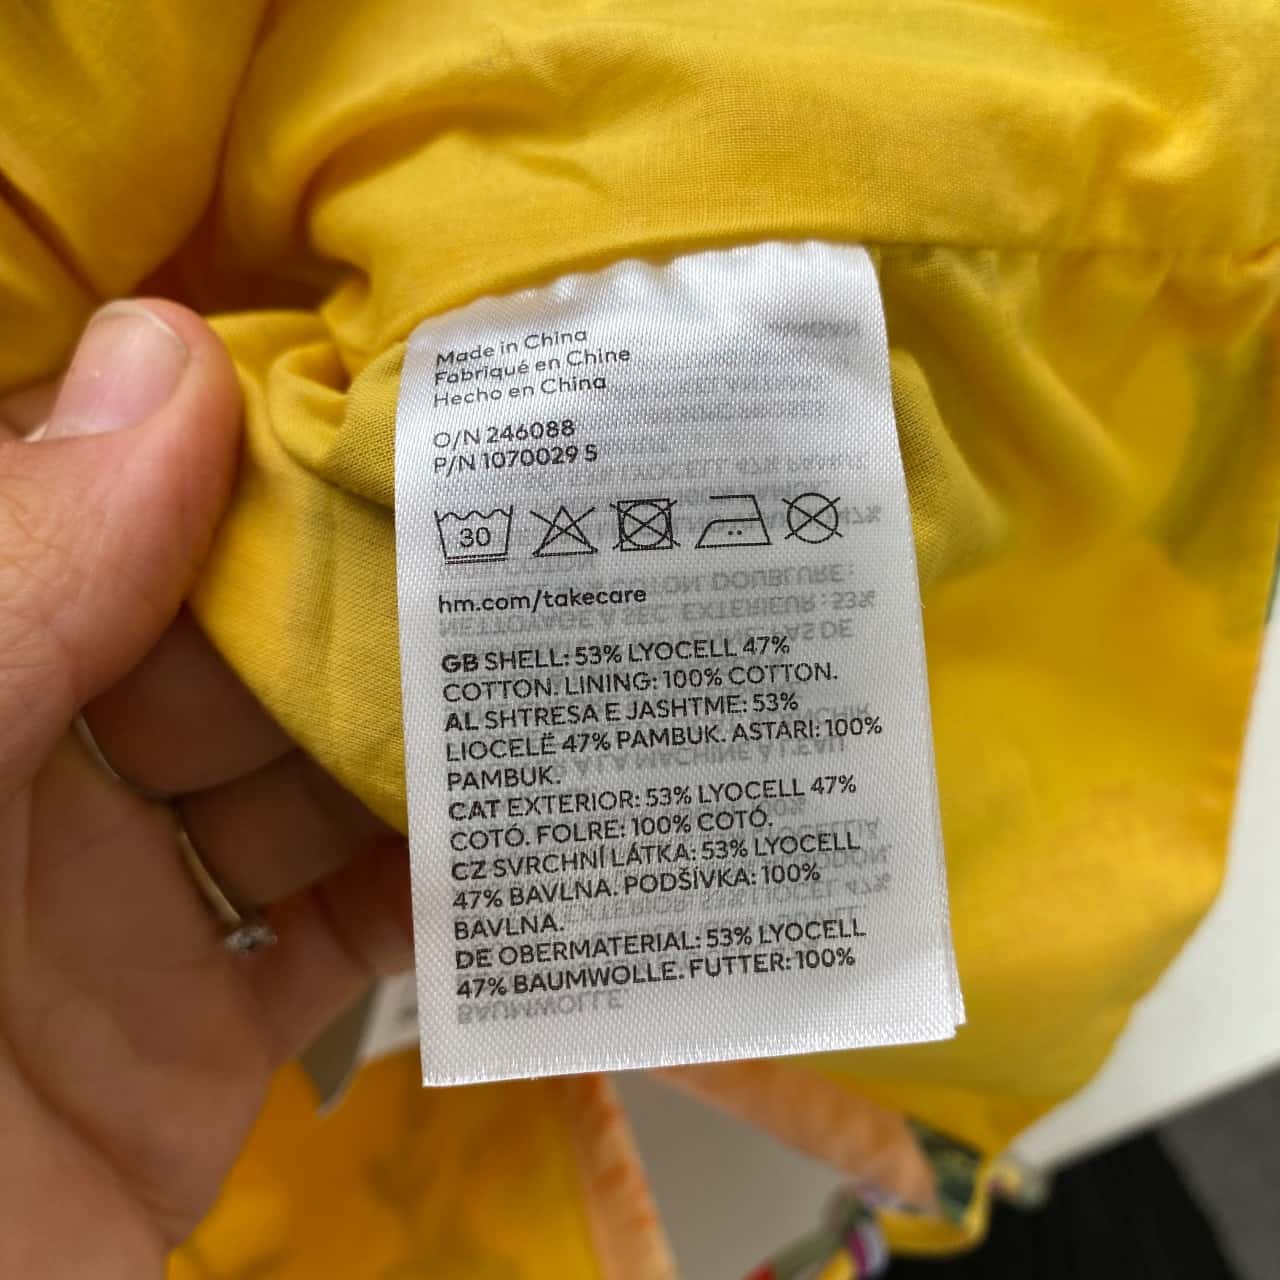 Made in China
Fabriqué en Chine
Hecho en China
O/N 246088
P/N 1070029 S
30
hm.com/takecare
GB SHELL: 53% LYOCELL 47%
COTTON. LINING: 100% COTTON.
AL SHTRESA E JASHTME: 53%
LIOCELË 47% PAMBUK. ASTARI: 100%
PAMBUK.
CAT EXTERIOR: 53% LYOCELL 47%
COTÓ. FOLRE: 100% COTÓ.
CZ SVRCHNÍ LÁTKA: 53% LYOCELL
47% BAVLNA. PODŠÍVKA: 100%
BAVLNA.
DE OBERMATERIAL: 53% LYOCELL
47% BAUMWOLLE. FUTTER: 100%